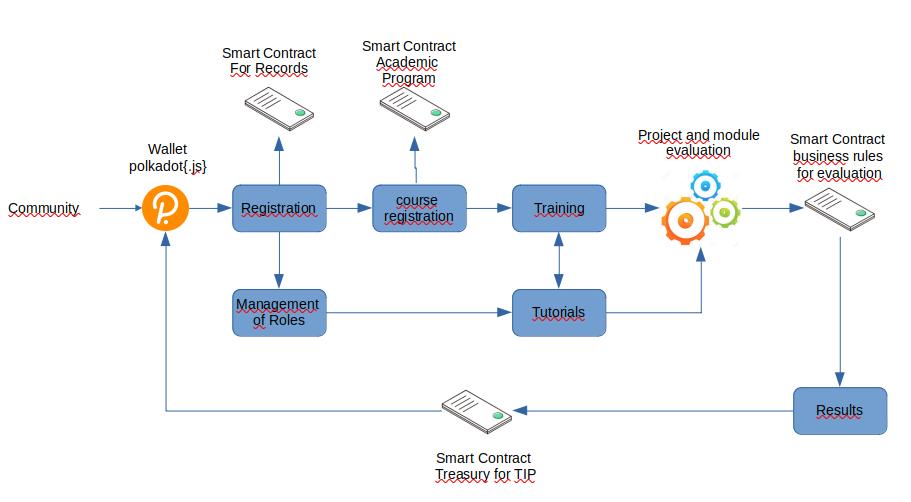 Smart Contract
For Records
Smart Contract
Academic
Program
Wallet
polkadot{.js}
Project and module
evaluation
Smart Contract
business rules
for evaluation
Community
Registration
course
registration
Training
Management
of Roles
Tutorials
Results
Smart Contract
Treasury for TIP